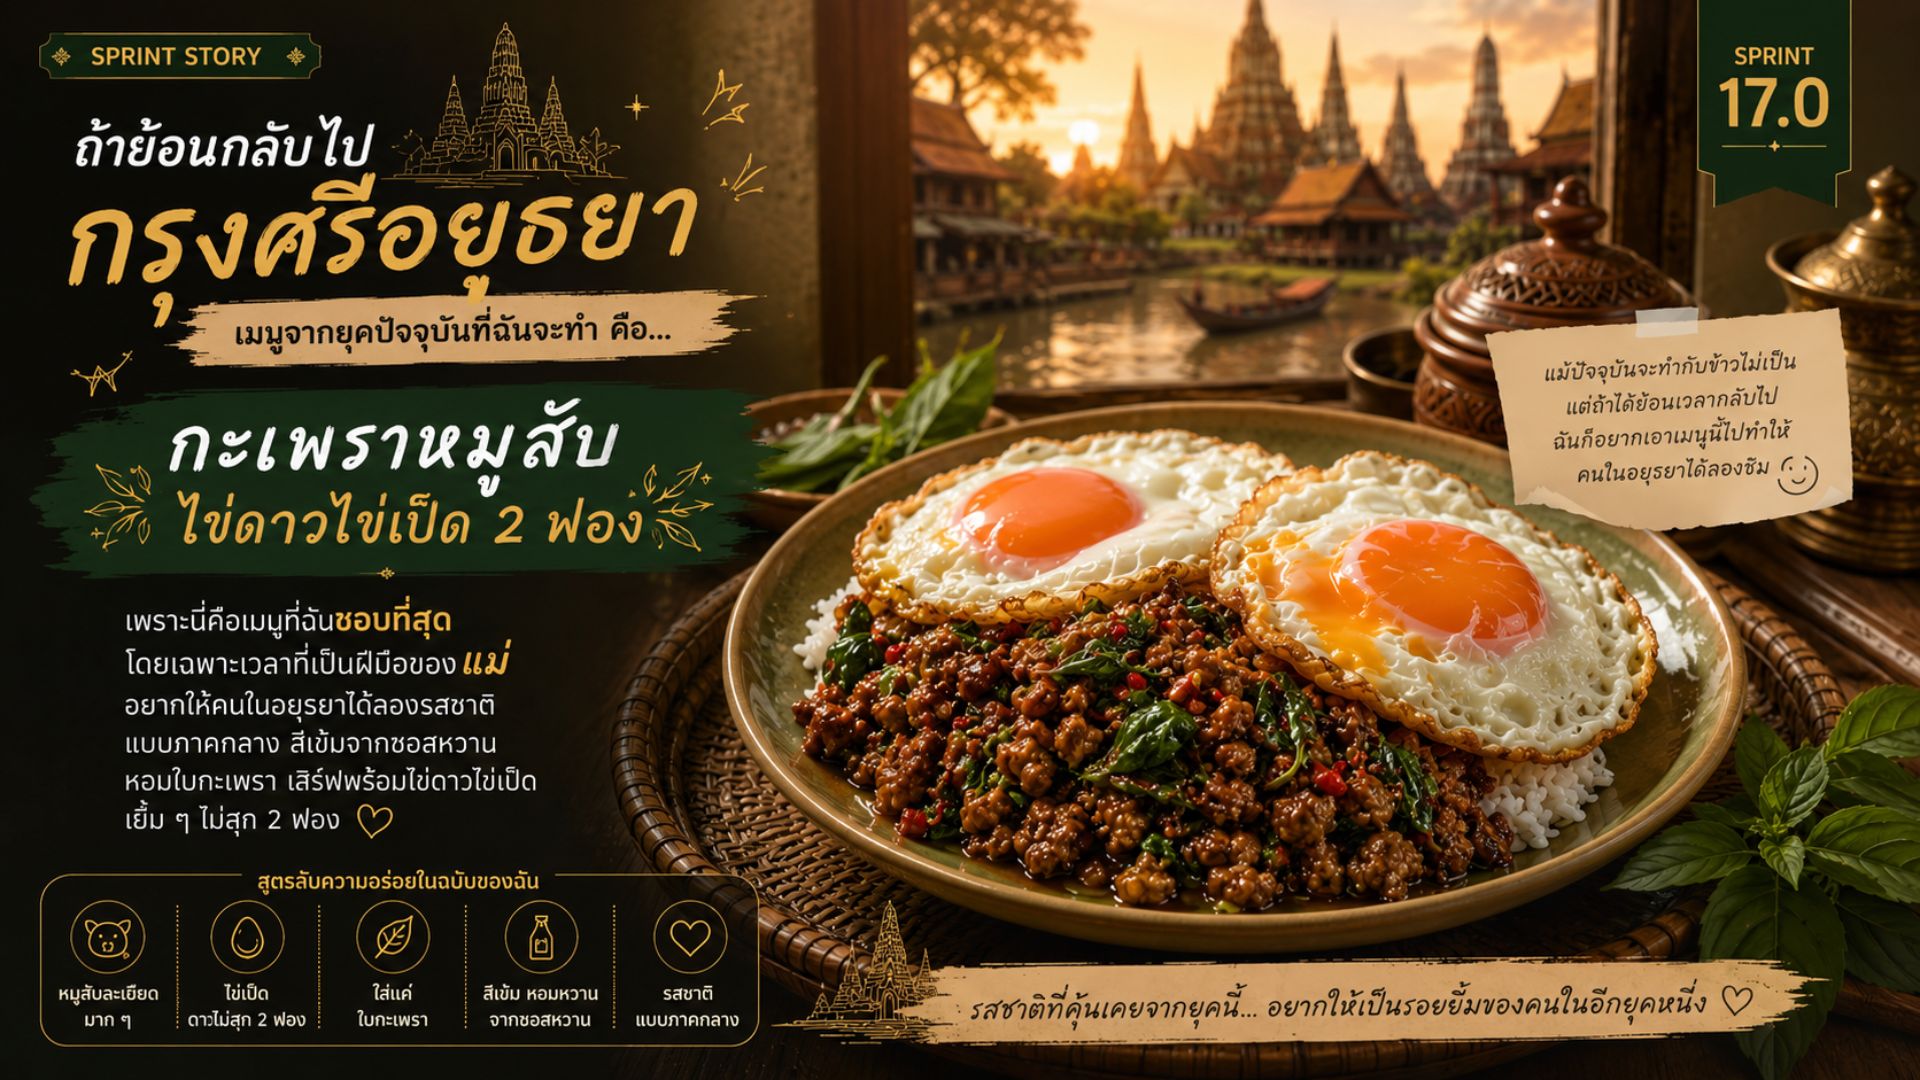 SPRINT STORY
ถ้าย้อนกลับไป
กรุงศรีอยูธยา
เมนูจากยุคปัจจุบันที่ฉันจะทำ คือ...
กะเพราหมูสับ
ไข่ดาวไข่เป็ด 2 ฟอง
เพราะนี่คือเมนูที่ฉันชอบที่สุด
โดยเฉพาะเวลาที่เป็นฝีมือของแม่
อยากให้คนในอยุรยาได้ลองรสชาติ
แบบภาคกลาง สีเข้มจากซอสหวาน
หอมใบกะเพรา เสิร์ฟพร้อมไข่ดาวไข่เป็ด
เยิ้ม ๆ ไม่สุก 2 ฟอง
สูตรลับความอร่อยในฉบับของฉัน
หมูสับละเอียด
มาก ๆ
ไข่เป็ด
ดาวไม่สุก 2 ฟอง
ใส่แค่
ใบกะเพรา
สีเข้ม หอมหวาน
จากซอสหวาน
รสชาติ
แบบภาคกลาง
SPRINT
17.0
แม้ปัจจุบันจะทำกับข้าวไม่เป็น
แต่ถ้าได้ย้อนเวลากลับไป
ฉันก็อยากเอาเมนูนี้ไปทำให้
คนในอยุรยาได้ลองชิม
รสชาติที่คุ้นเคยจากยุคนี้... อยากให้เป็นรอยยิ้มของคนในอีกยุคหนึ่ง